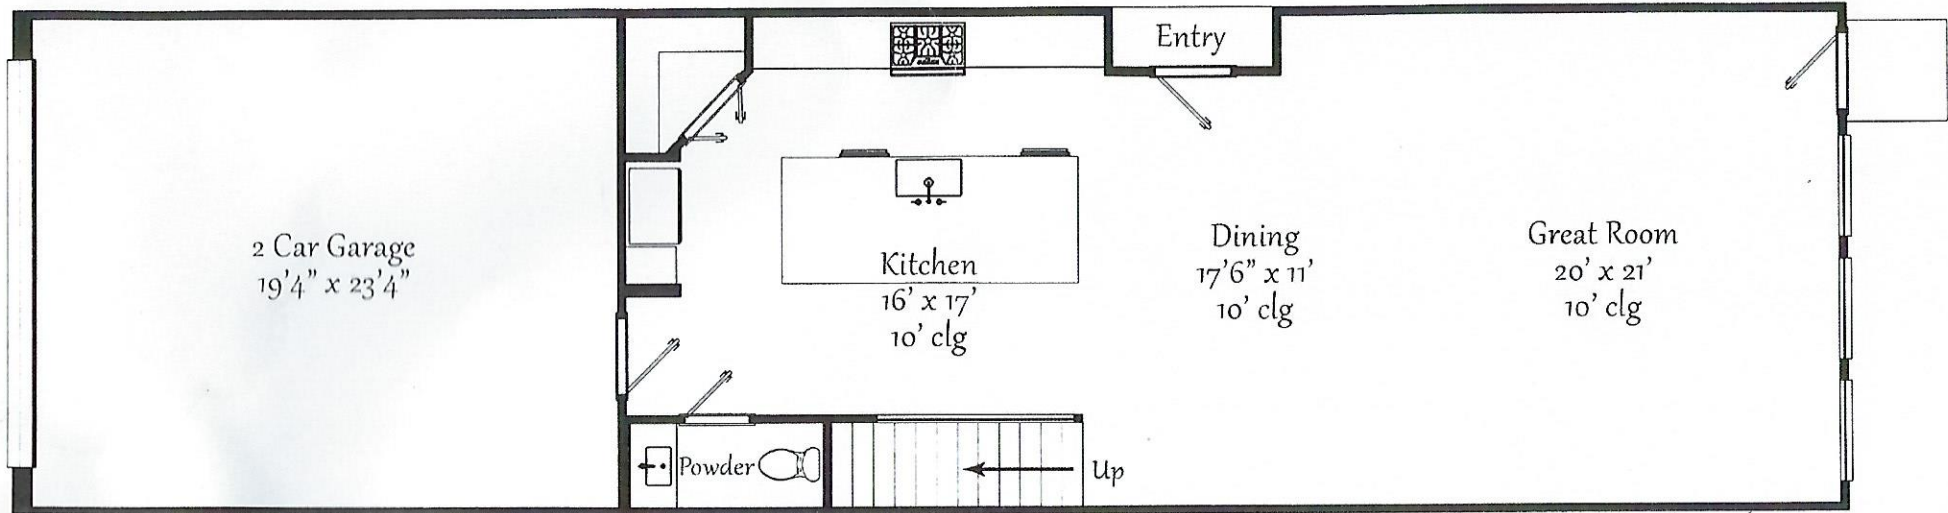 Entry
2 Car Garage
19'4" x 23'4"
Kitchen
16' x 17'
10' clg
Dining
17'6" x 11'
10' clg
Great Room
20' x 21'
10' clg
Powder
Up